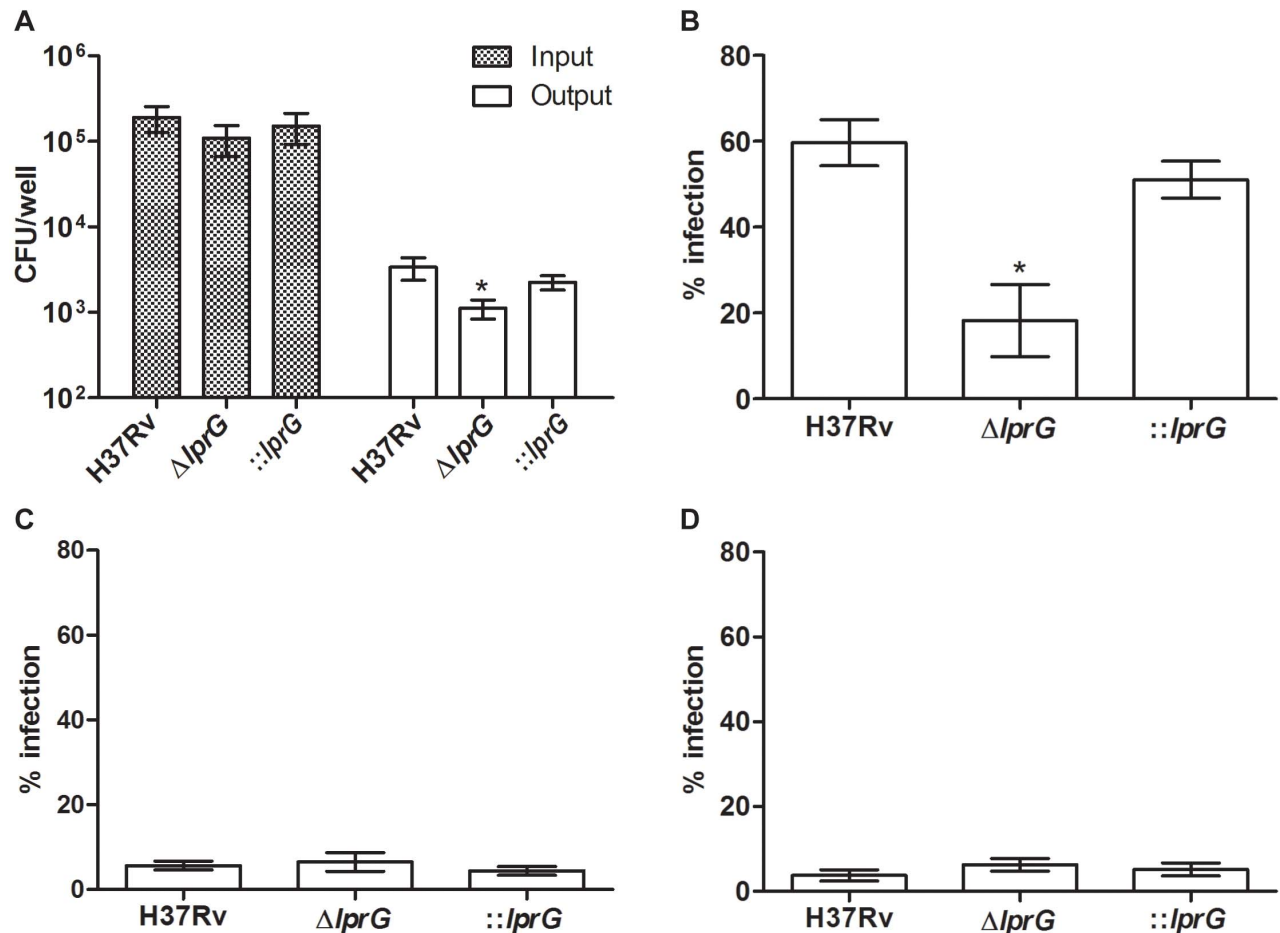 A
10⁶
10⁵
10⁴
10³
10²
CFU/well
Input
Output
*
H37Rv
ΔlprG
::lprG
H37Rv
ΔlprG
::lprG
B
80
60
40
20
0
% infection
*
H37Rv
ΔlprG
::lprG
C
80
60
40
20
0
% infection
H37Rv
ΔlprG
::lprG
D
80
60
40
20
0
% infection
H37Rv
ΔlprG
::lprG